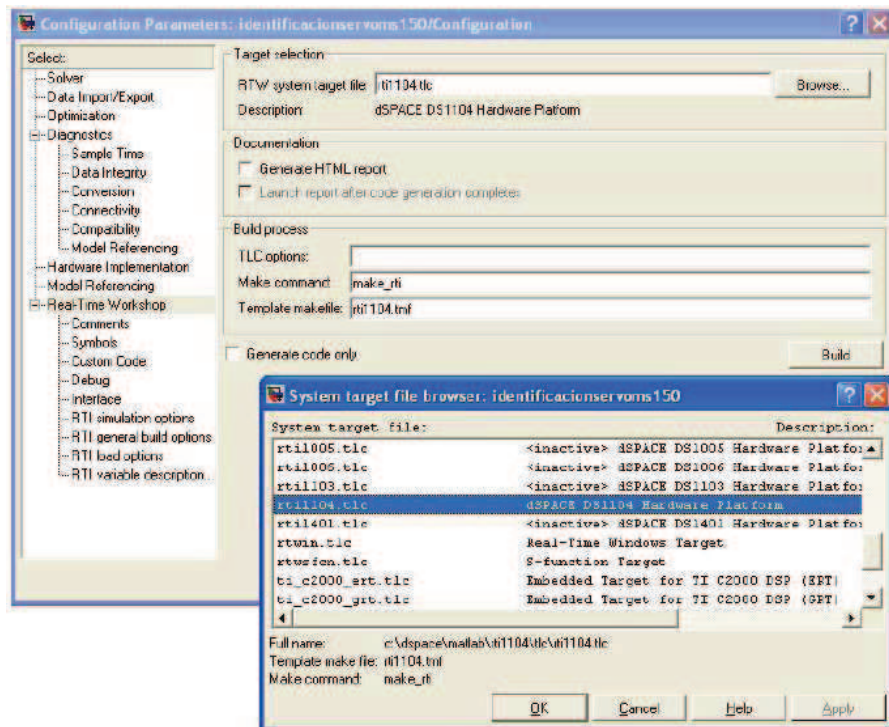 Configuration Parameters: identificacionservoms150/Configuration
Select:
Solver
Data Import/Export
Optimization
Diagnostics
Sample Time
Data Integrity
Conversion
Connectivity
Compatibility
Model Referencing
Hardware Implementation
Model Referencing
Real-Time Workshop
Comments
Symbols
Custom Code
Debug
Interface
RTI simulation options
RTI general build options
RTI load options
RTI variable description...
Target selection
RTW system target file: rti1104.tlc Browse...
Description: dSPACE DS1104 Hardware Platform
Documentation
Generate HTML report
Launch report after code generation completes
Build process
TLC options:
Make command: make_rti
Template makefile: rti1104.tmf
Generate code only Build
System target file browser: identificacionservoms150
System target file: Description:
rti1005.tlc <inactive> dSPACE DS1005 Hardware Platfor
rti1006.tlc <inactive> dSPACE DS1006 Hardware Platfor
rti1103.tlc <inactive> dSPACE DS1103 Hardware Platfor
rti1104.tlc dSPACE DS1104 Hardware Platform
rti1401.tlc <inactive> dSPACE DS1401 Hardware Platfor
rtwin.tlc Real-Time Windows Target
rtwsfcn.tlc S-function Target
ti_c2000_ert.tlc Embedded Target for TI C2000 DSP (ERT)
ti_c2000_grt.tlc Embedded Target for TI C2000 DSP (GRT)
Full name: c:\dspace\matlab\rti1104\tlc\rti1104.tlc
Template make file: rti1104.tmf
Make command: make_rti
OK Cancel Help Apply